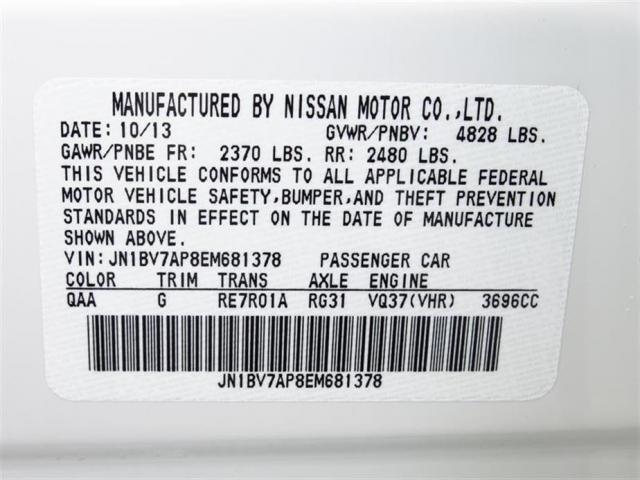 MANUFACTURED BY NISSAN MOTOR CO.,LTD.
DATE: 10/13 GVWR/PNBV: 4828 LBS.
GAWR/PNBE FR: 2370 LBS. RR: 2480 LBS.
THIS VEHICLE CONFORMS TO ALL APPLICABLE FEDERAL
MOTOR VEHICLE SAFETY,BUMPER,AND THEFT PREVENTION
STANDARDS IN EFFECT ON THE DATE OF MANUFACTURE
SHOWN ABOVE.
VIN: JN1BV7AP8EM681378 PASSENGER CAR
COLOR TRIM TRANS AXLE ENGINE
QAA G RE7R01A RG31 VQ37(VHR) 3696CC
JN1BV7AP8EM681378